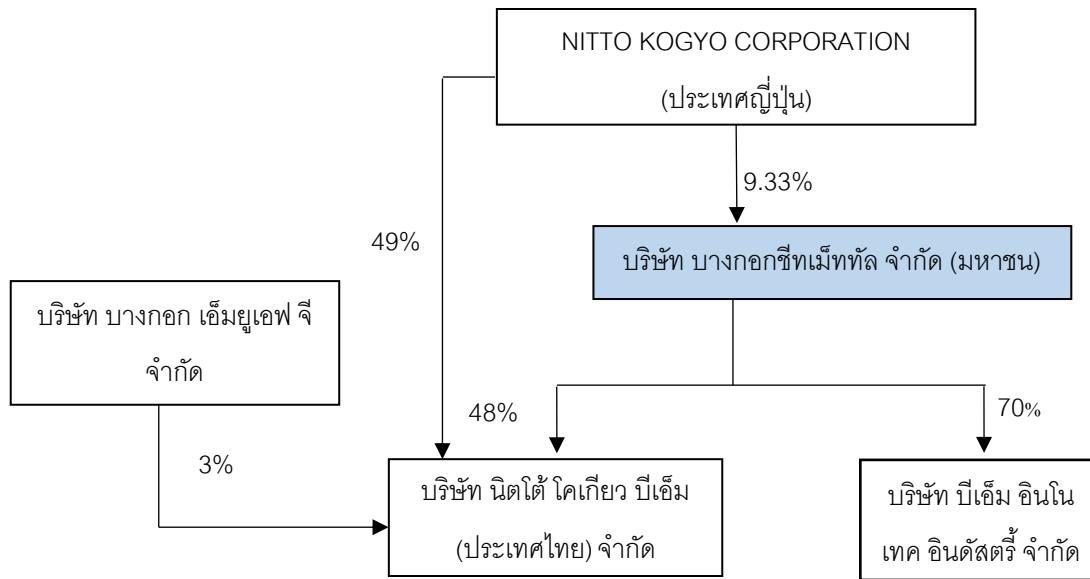 NITTO KOGYO CORPORATION
(ประเทศญี่ปุ่น)
9.33%
49%
บริษัท บางกอกชีทเม็ททัล จำกัด (มหาชน)
บริษัท บางกอก เอ็มยูเอฟ จี
จำกัด
48%
70%
3%
บริษัท นิตโต้ โคเกียว บีเอ็ม
(ประเทศไทย) จำกัด
บริษัท บีเอ็ม อินโน
เทค อินดัสตรี้ จำกัด